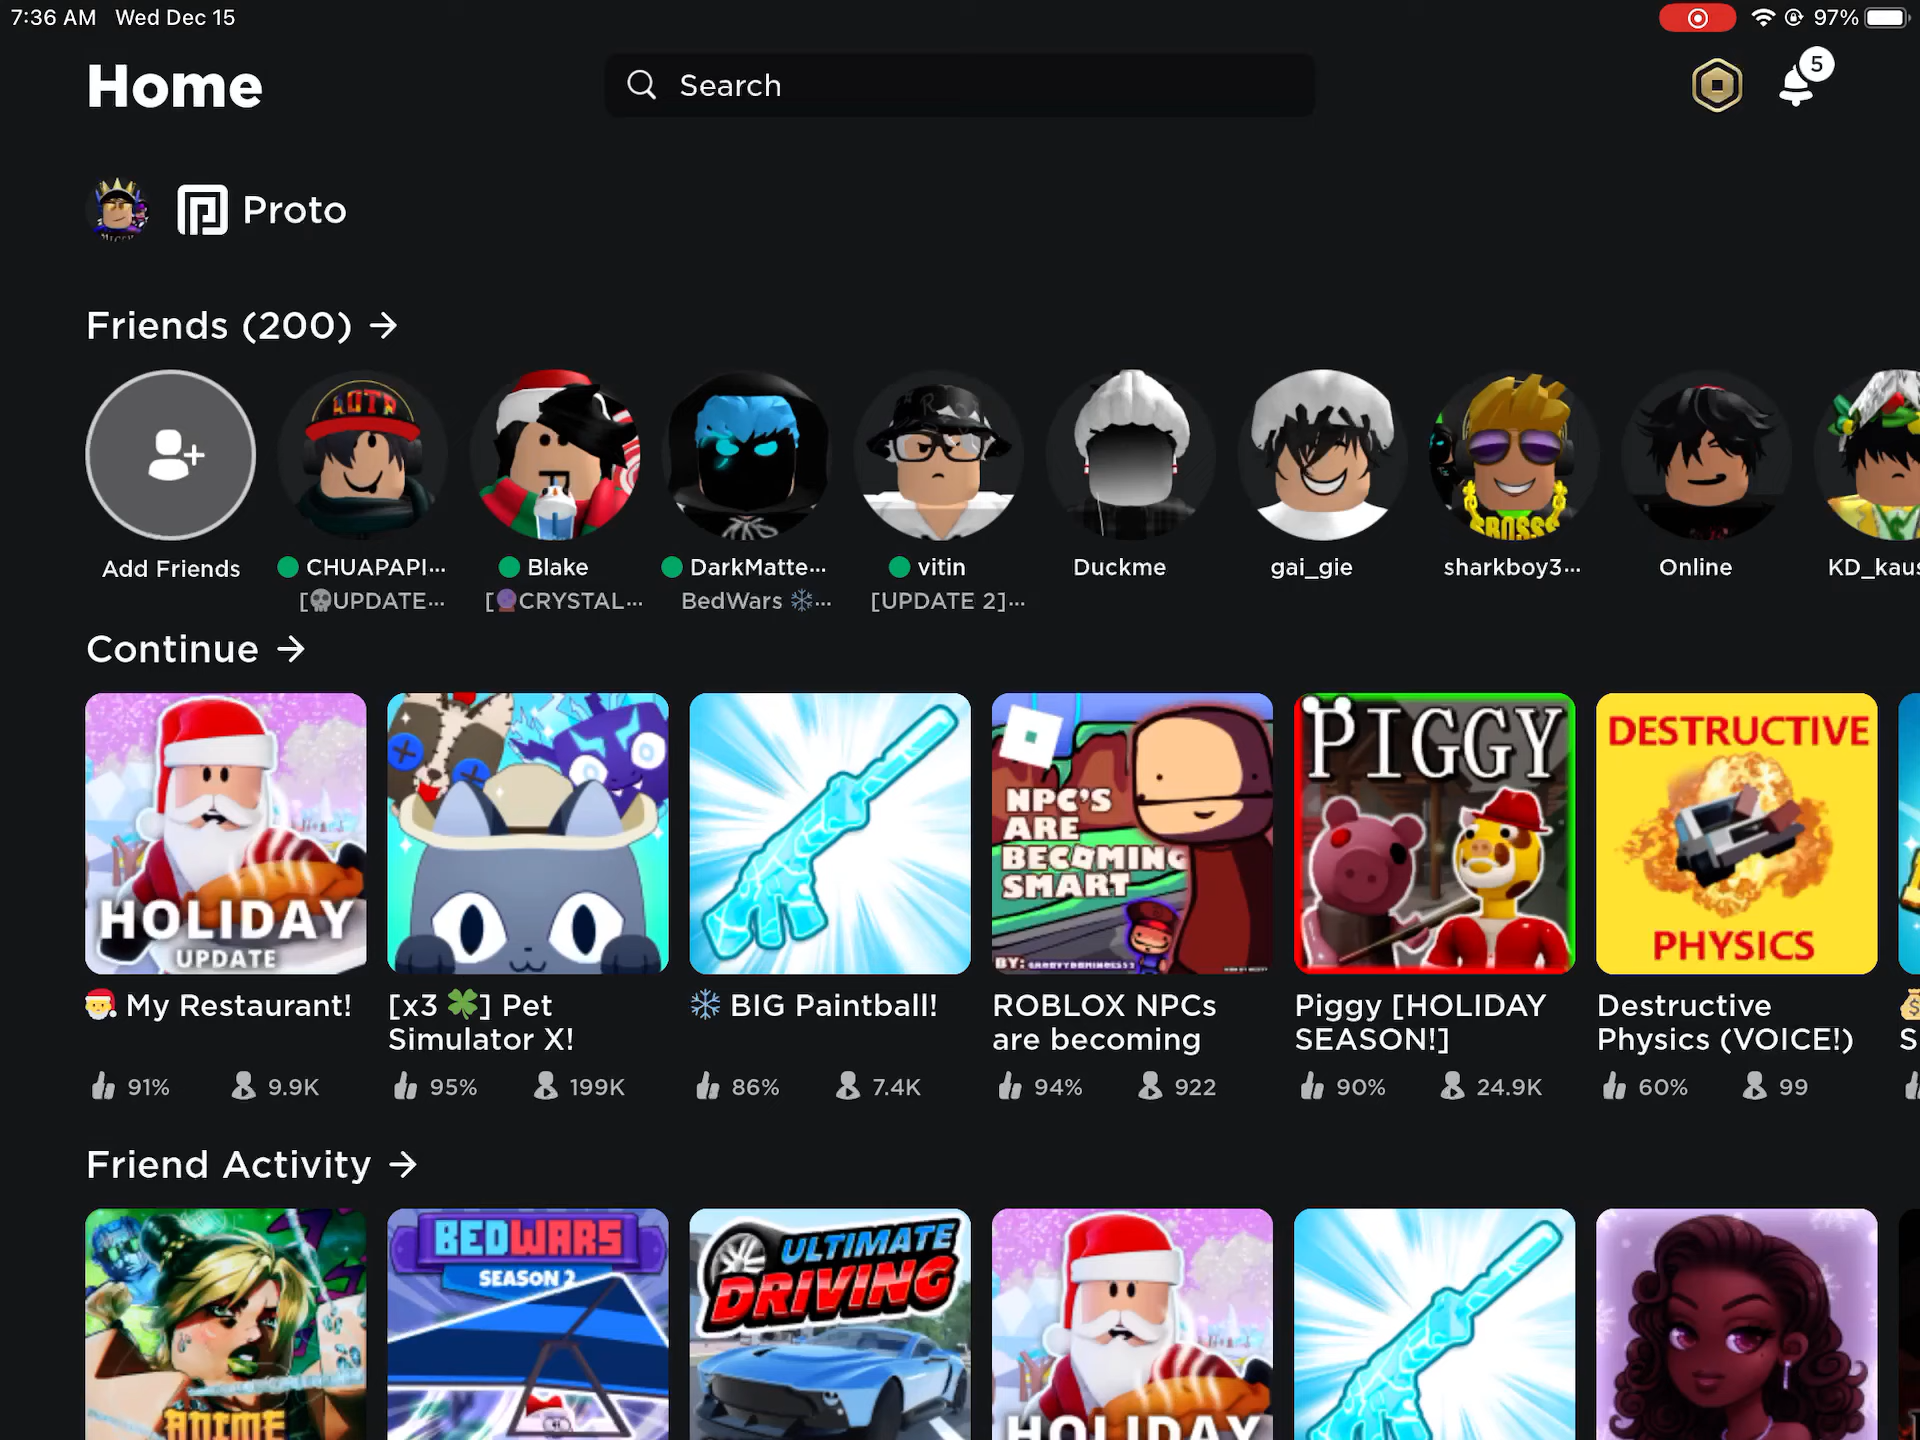 7:36 AM Wed Dec 15
97%
Home
Search
5
Proto
Friends (200) →
AOTP
Add Friends
CHUAPAPI...
Blake
DarkMatte...
vitin
Duckme
gai_gie
sharkboy3...
Online
KD_kaus
[💀UPDATE...
[🔮CRYSTAL...
BedWars ❄️...
[UPDATE 2]...
Continue →
HOLIDAY
UPDATE
NPC'S
ARE
BECOMING
SMART
PIGGY
DESTRUCTIVE
PHYSICS
🎅 My Restaurant!
[x3 🍀] Pet
Simulator X!
❄️ BIG Paintball!
ROBLOX NPCs
are becoming
Piggy [HOLIDAY
SEASON!]
Destructive
Physics (VOICE!)
💰
S
91% 9.9K
95% 199K
86% 7.4K
94% 922
90% 24.9K
60% 99
Friend Activity →
ANIME
BEDWARS
SEASON 2
ULTIMATE
DRIVING
HOLIDAY